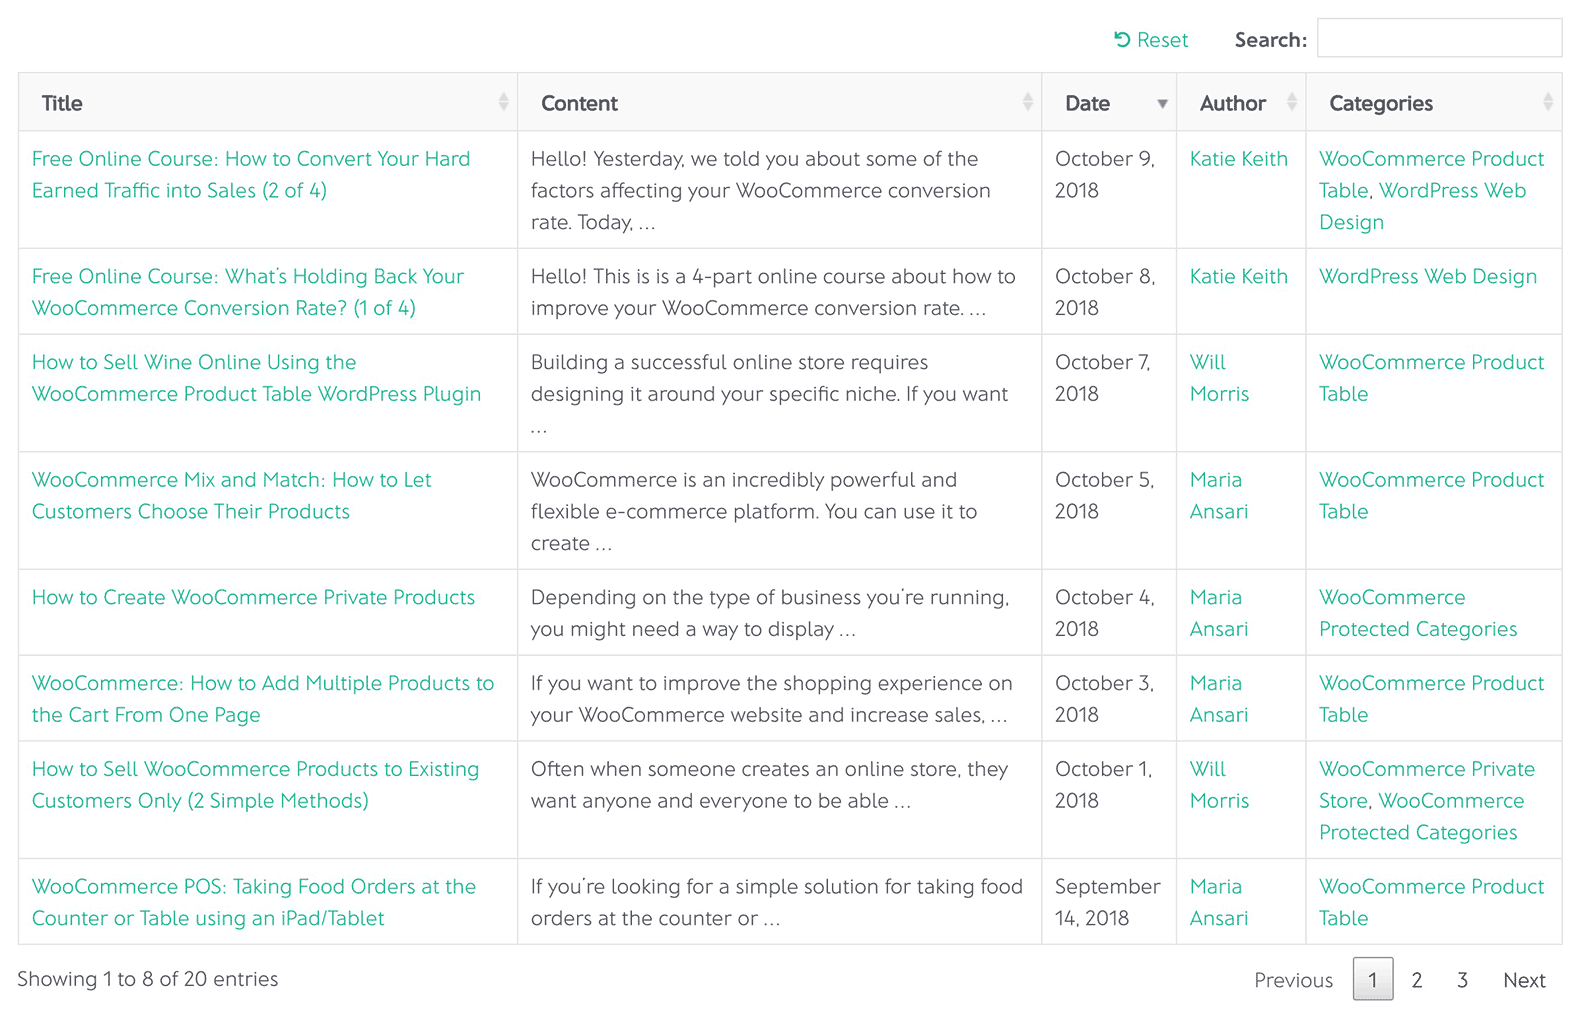 Reset Search:
Title Content Date Author Categories
Free Online Course: How to Convert Your Hard
Earned Traffic into Sales (2 of 4)
Hello! Yesterday, we told you about some of the
factors affecting your WooCommerce conversion
rate. Today, ...
October 9,
2018
Katie Keith
WooCommerce Product
Table, WordPress Web
Design
Free Online Course: What's Holding Back Your
WooCommerce Conversion Rate? (1 of 4)
Hello! This is is a 4-part online course about how to
improve your WooCommerce conversion rate. ...
October 8,
2018
Katie Keith
WordPress Web Design
How to Sell Wine Online Using the
WooCommerce Product Table WordPress Plugin
Building a successful online store requires
designing it around your specific niche. If you want
...
October 7,
2018
Will
Morris
WooCommerce Product
Table
WooCommerce Mix and Match: How to Let
Customers Choose Their Products
WooCommerce is an incredibly powerful and
flexible e-commerce platform. You can use it to
create ...
October 5,
2018
Maria
Ansari
WooCommerce Product
Table
How to Create WooCommerce Private Products
Depending on the type of business you're running,
you might need a way to display ...
October 4,
2018
Maria
Ansari
WooCommerce
Protected Categories
WooCommerce: How to Add Multiple Products to
the Cart From One Page
If you want to improve the shopping experience on
your WooCommerce website and increase sales, ...
October 3,
2018
Maria
Ansari
WooCommerce Product
Table
How to Sell WooCommerce Products to Existing
Customers Only (2 Simple Methods)
Often when someone creates an online store, they
want anyone and everyone to be able ...
October 1,
2018
Will
Morris
WooCommerce Private
Store, WooCommerce
Protected Categories
WooCommerce POS: Taking Food Orders at the
Counter or Table using an iPad/Tablet
If you're looking for a simple solution for taking food
orders at the counter or ...
September
14, 2018
Maria
Ansari
WooCommerce Product
Table
Showing 1 to 8 of 20 entries
Previous 1 2 3 Next